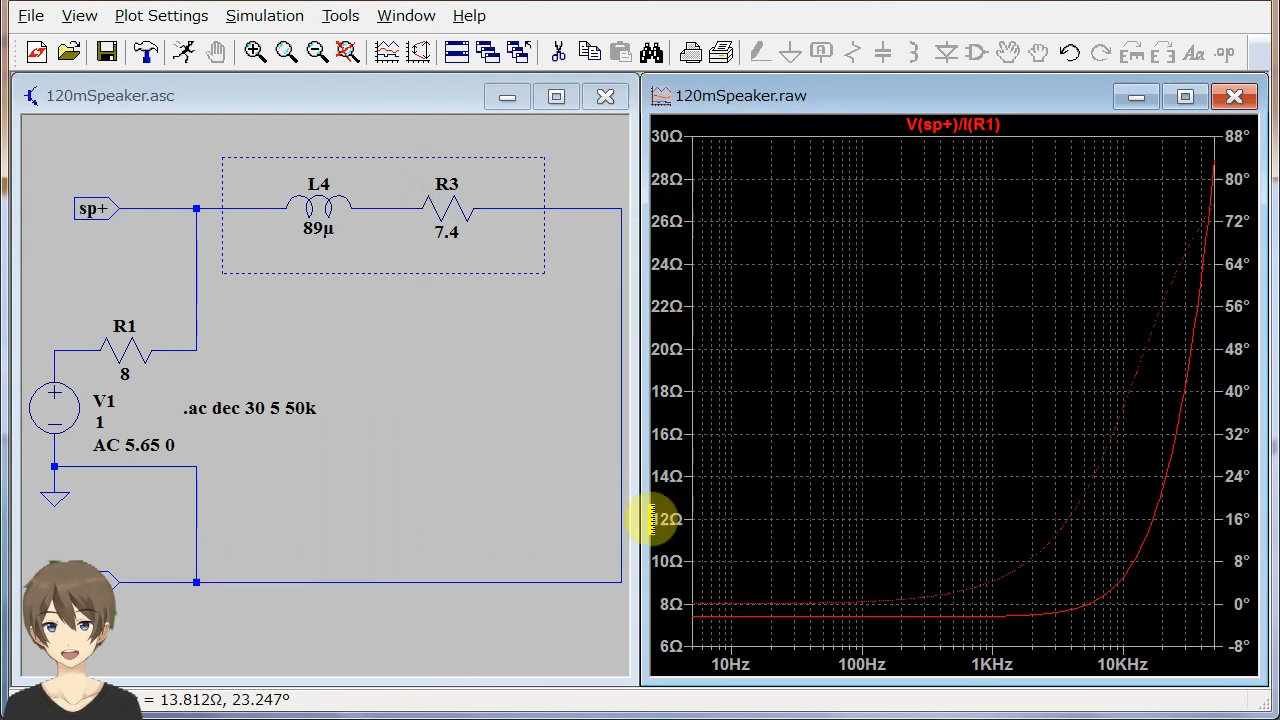 File View Plot Settings Simulation Tools Window Help
120mSpeaker.asc
sp+
L4
89µ
R3
7.4
R1
8
V1
1
AC 5.65 0
.ac dec 30 5 50k
120mSpeaker.raw
V(sp+)/I(R1)
30Ω 88°
28Ω 80°
26Ω 72°
24Ω 64°
22Ω 56°
20Ω 48°
18Ω 40°
16Ω 32°
14Ω 24°
12Ω 16°
10Ω 8°
8Ω 0°
6Ω -8°
10Hz 100Hz 1KHz 10KHz
= 13.812Ω, 23.247°